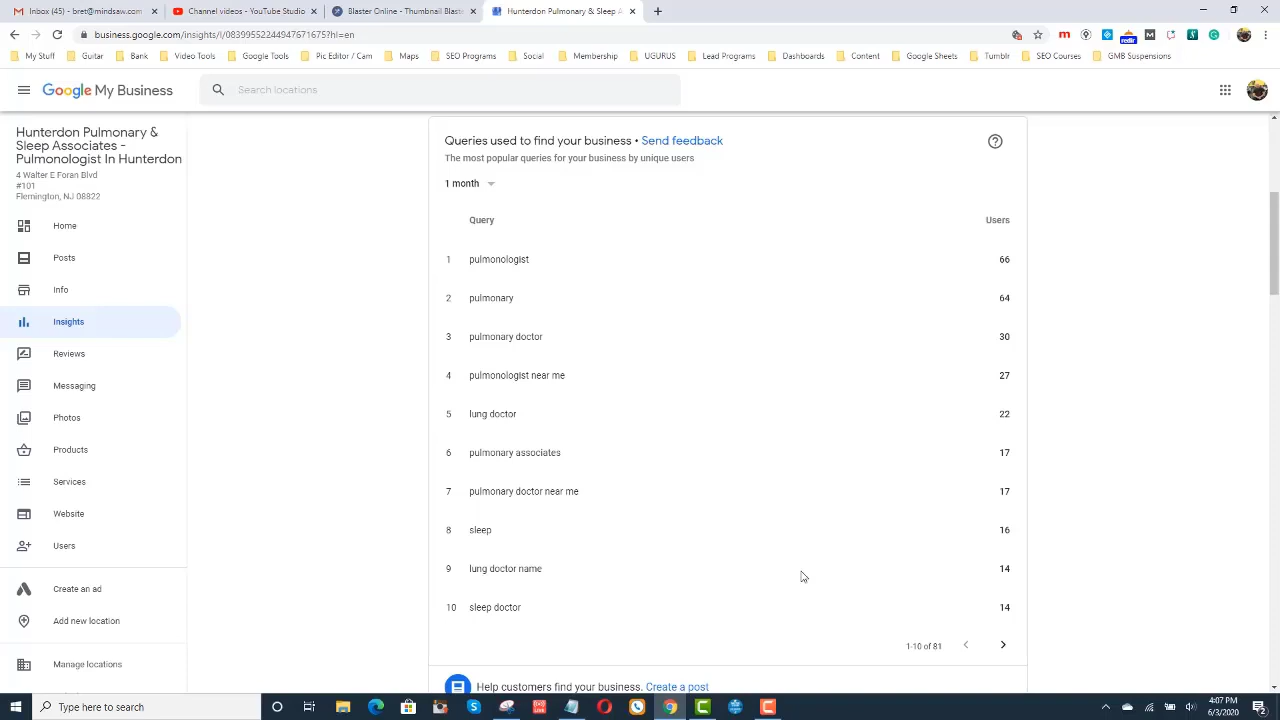 Inbox (4) - bret@mindsaw.com
Channel videos - YouTube Studio
Blaster Online - Thumbnail Blaster
Hunterdon Pulmonary & Sleep A
business.google.com/insights/l/08399552244947671675?hl=en
My Stuff
Guitar
Bank
Video Tools
Google Tools
Pic Editor / Cam
Maps
SEO Programs
Social
Membership
UGURUS
Lead Programs
Dashboards
Content
Google Sheets
Tumblr
SEO Courses
GMB Suspensions
Google My Business
Search locations
Hunterdon Pulmonary &
Sleep Associates -
Pulmonologist In Hunterdon
4 Walter E Foran Blvd
#101
Flemington, NJ 08822
Home
Posts
Info
Insights
Reviews
Messaging
Photos
Products
Services
Website
Users
Create an ad
Add new location
Manage locations
Queries used to find your business • Send feedback
The most popular queries for your business by unique users
1 month
Query Users
1 pulmonologist 66
2 pulmonary 64
3 pulmonary doctor 30
4 pulmonologist near me 27
5 lung doctor 22
6 pulmonary associates 17
7 pulmonary doctor near me 17
8 sleep 16
9 lung doctor name 14
10 sleep doctor 14
1-10 of 81
Help customers find your business. Create a post
Type here to search
4:07 PM
6/3/2020